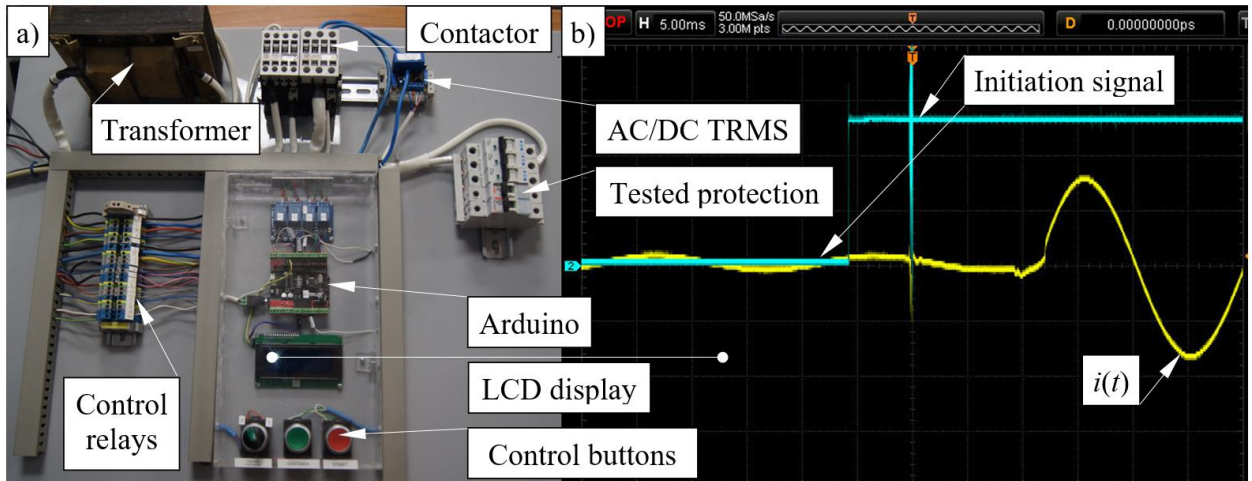 a)
Transformer
Contactor
AC/DC TRMS
Tested protection
Arduino
LCD display
Control
relays
Control buttons
b)
OP
H 5.00ms
50.0MSa/s
3.00M pts
T
D 0.00000000ps
T
T
Initiation signal
2
i(t)